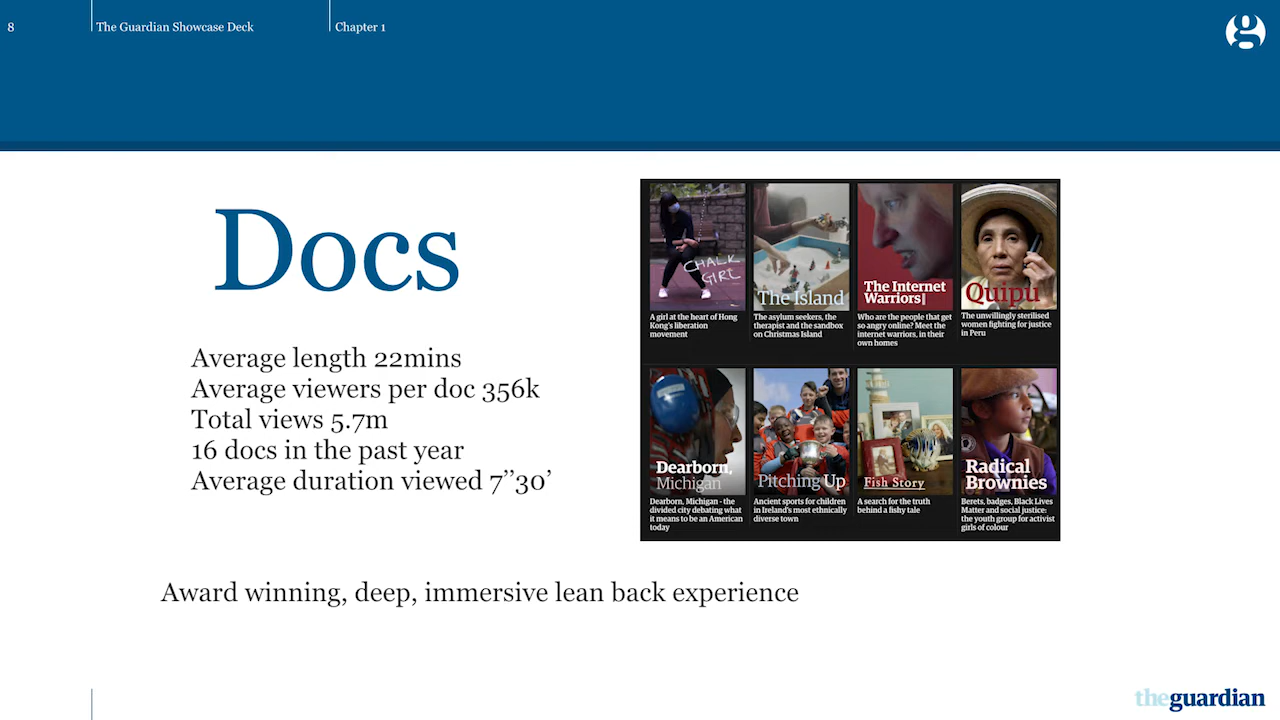 8
The Guardian Showcase Deck
Chapter 1
Docs
Average length 22mins
Average viewers per doc 356k
Total views 5.7m
16 docs in the past year
Average duration viewed 7’’30’
CHALK
GIRL
A girl at the heart of Hong
Kong's liberation
movement
The Island
The asylum seekers, the
therapist and the sandbox
on Christmas Island
The Internet
Warriors|
Who are the people that get
so angry online? Meet the
internet warriors, in their
own homes
Quipu
The unwillingly sterilised
women fighting for justice
in Peru
Dearborn,
Michigan
Dearborn, Michigan - the
divided city debating what
it means to be an American
today
Pitching Up
Ancient sports for children
in Ireland's most ethnically
diverse town
Fish Story
A search for the truth
behind a fishy tale
Radical
Brownies
Berets, badges, Black Lives
Matter and social justice:
the youth group for activist
girls of colour
Award winning, deep, immersive lean back experience
theguardian